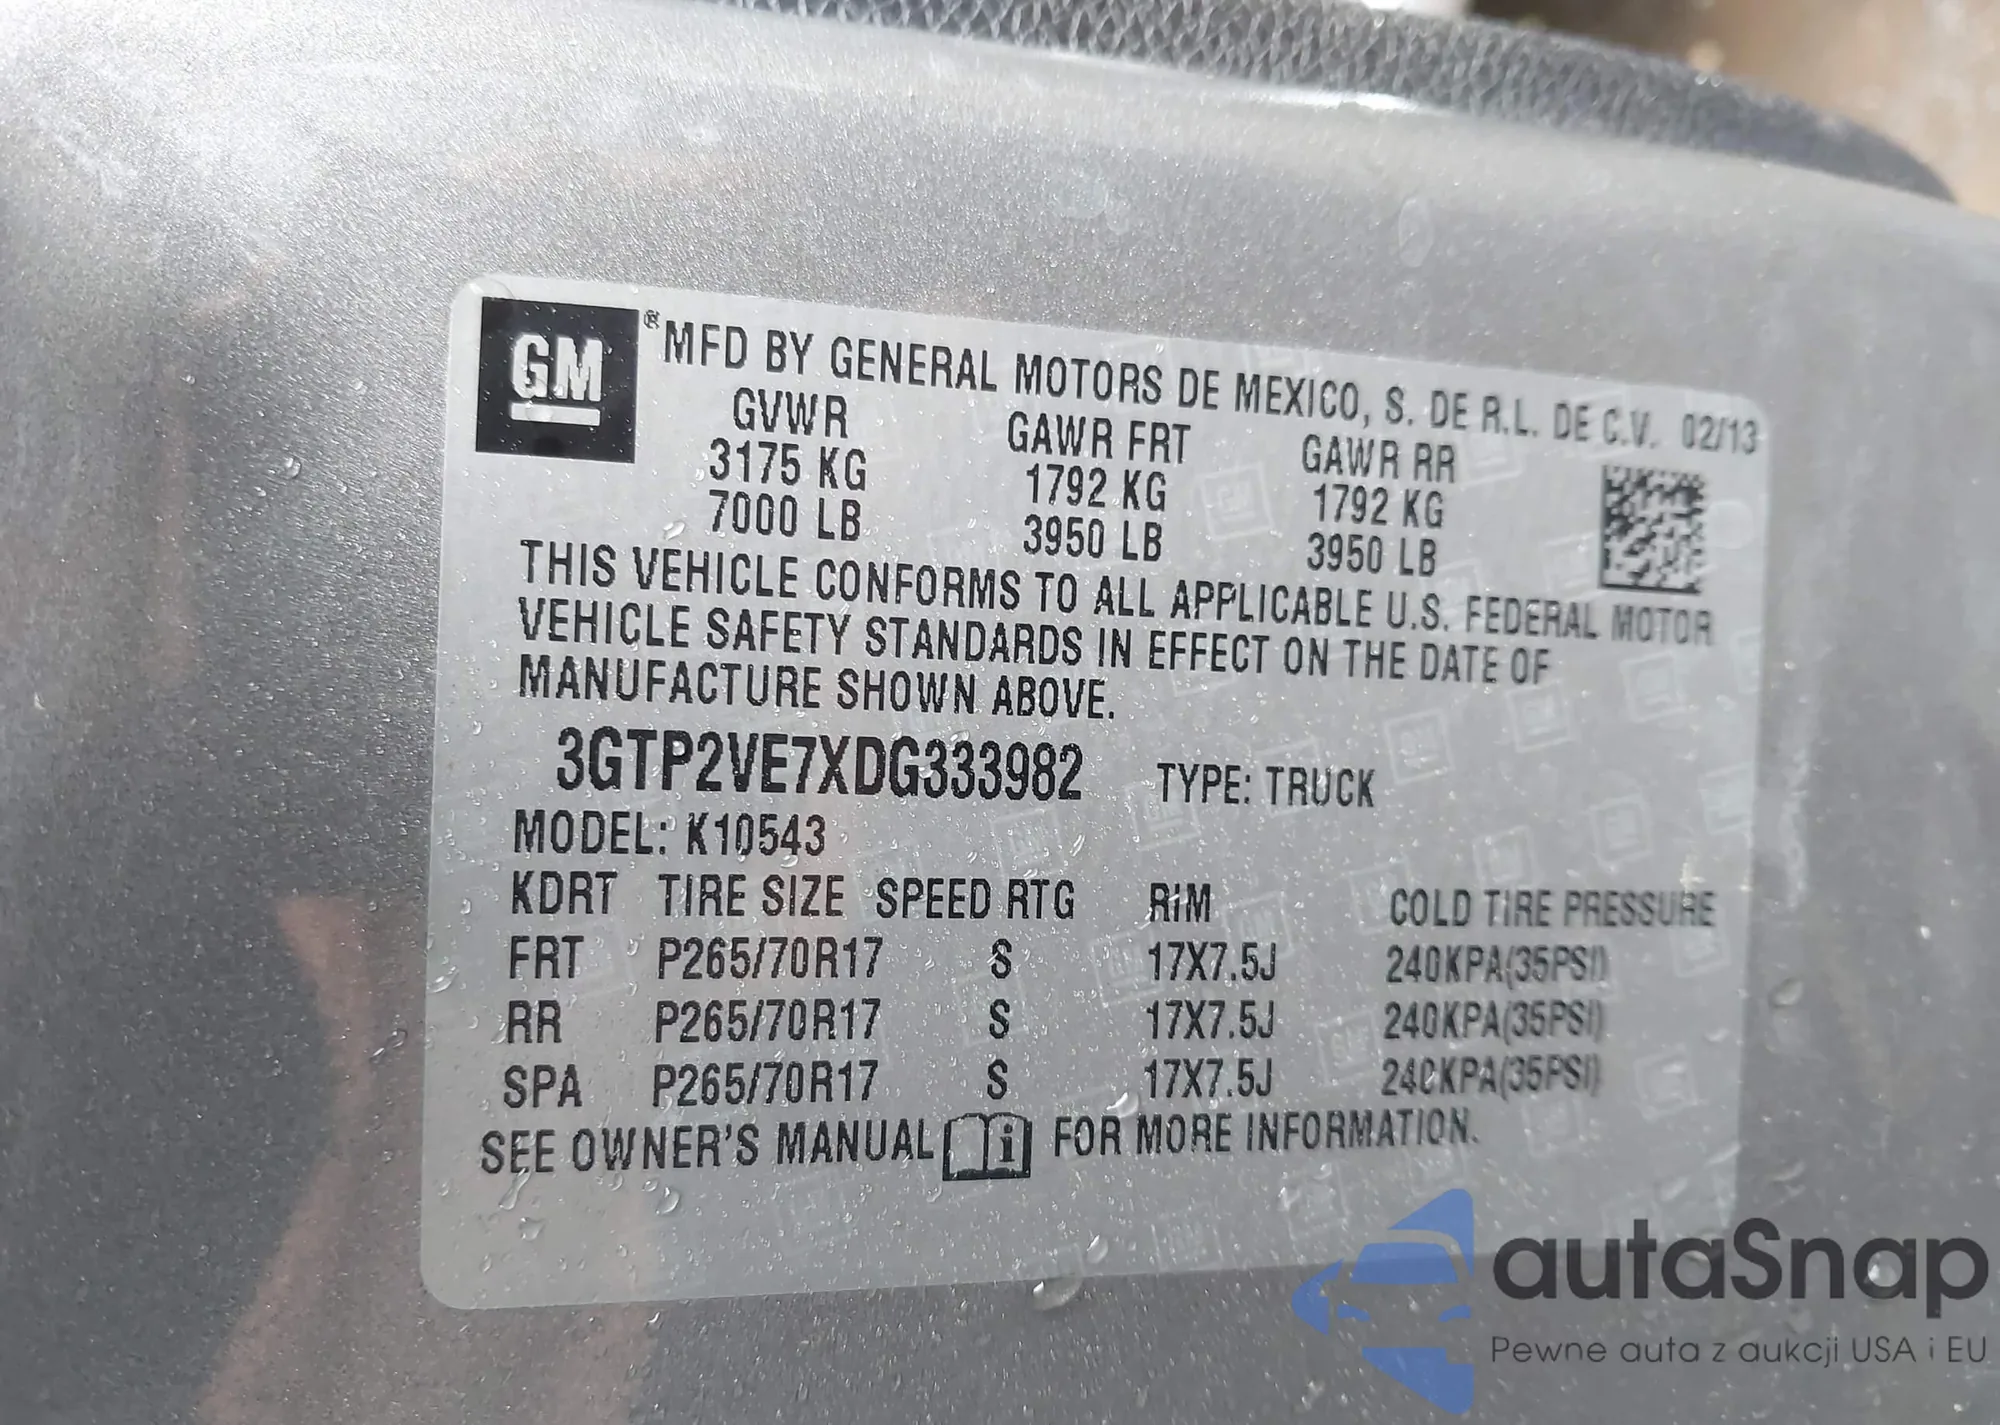 GM ® MFD BY GENERAL MOTORS DE MEXICO, S. DE R.L. DE C.V. 02/13
GVWR GAWR FRT GAWR RR
3175 KG 1792 KG 1792 KG
7000 LB 3950 LB 3950 LB
THIS VEHICLE CONFORMS TO ALL APPLICABLE U.S. FEDERAL MOTOR
VEHICLE SAFETY STANDARDS IN EFFECT ON THE DATE OF
MANUFACTURE SHOWN ABOVE.
3GTP2VE7XDG333982 TYPE: TRUCK
MODEL: K10543
KDRT TIRE SIZE SPEED RTG RIM COLD TIRE PRESSURE
FRT P265/70R17 S 17X7.5J 240KPA(35PSI)
RR P265/70R17 S 17X7.5J 240KPA(35PSI)
SPA P265/70R17 S 17X7.5J 240KPA(35PSI)
SEE OWNER'S MANUAL i FOR MORE INFORMATION.
autaSnap
Pewne auta z aukcji USA i EU